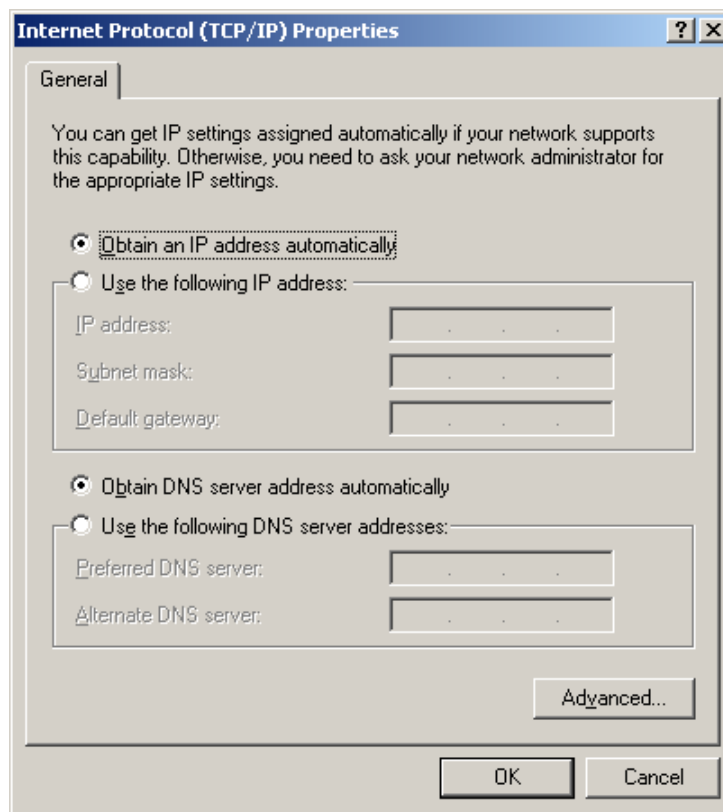 Internet Protocol (TCP/IP) Properties
General
You can get IP settings assigned automatically if your network supports
this capability. Otherwise, you need to ask your network administrator for
the appropriate IP settings.
Obtain an IP address automatically
Use the following IP address:
IP address:
Subnet mask:
Default gateway:
Obtain DNS server address automatically
Use the following DNS server addresses:
Preferred DNS server:
Alternate DNS server:
Advanced...
OK Cancel